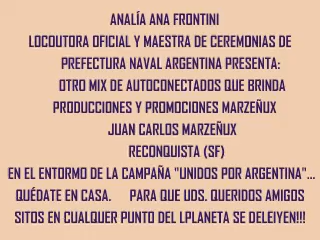 ANALÍA ANA FRONTINI
LOCOUTORA OFICIAL Y MAESTRA DE CEREMONIAS DE
PREFECTURA NAVAL ARGENTINA PRESENTA:
OTRO MIX DE AUTOCONECTADOS QUE BRINDA
PRODUCCIONES Y PROMOCIONES MARZEÑUX
JUAN CARLOS MARZEÑUX
RECONQUISTA (SF)
EN EL ENTORMO DE LA CAMPAÑA "UNIDOS POR ARGENTINA"...
QUÉDATE EN CASA. PARA QUE UDS. QUERIDOS AMIGOS
SITOS EN CUALQUER PUNTO DEL LPLANETA SE DELEIYEN!!!